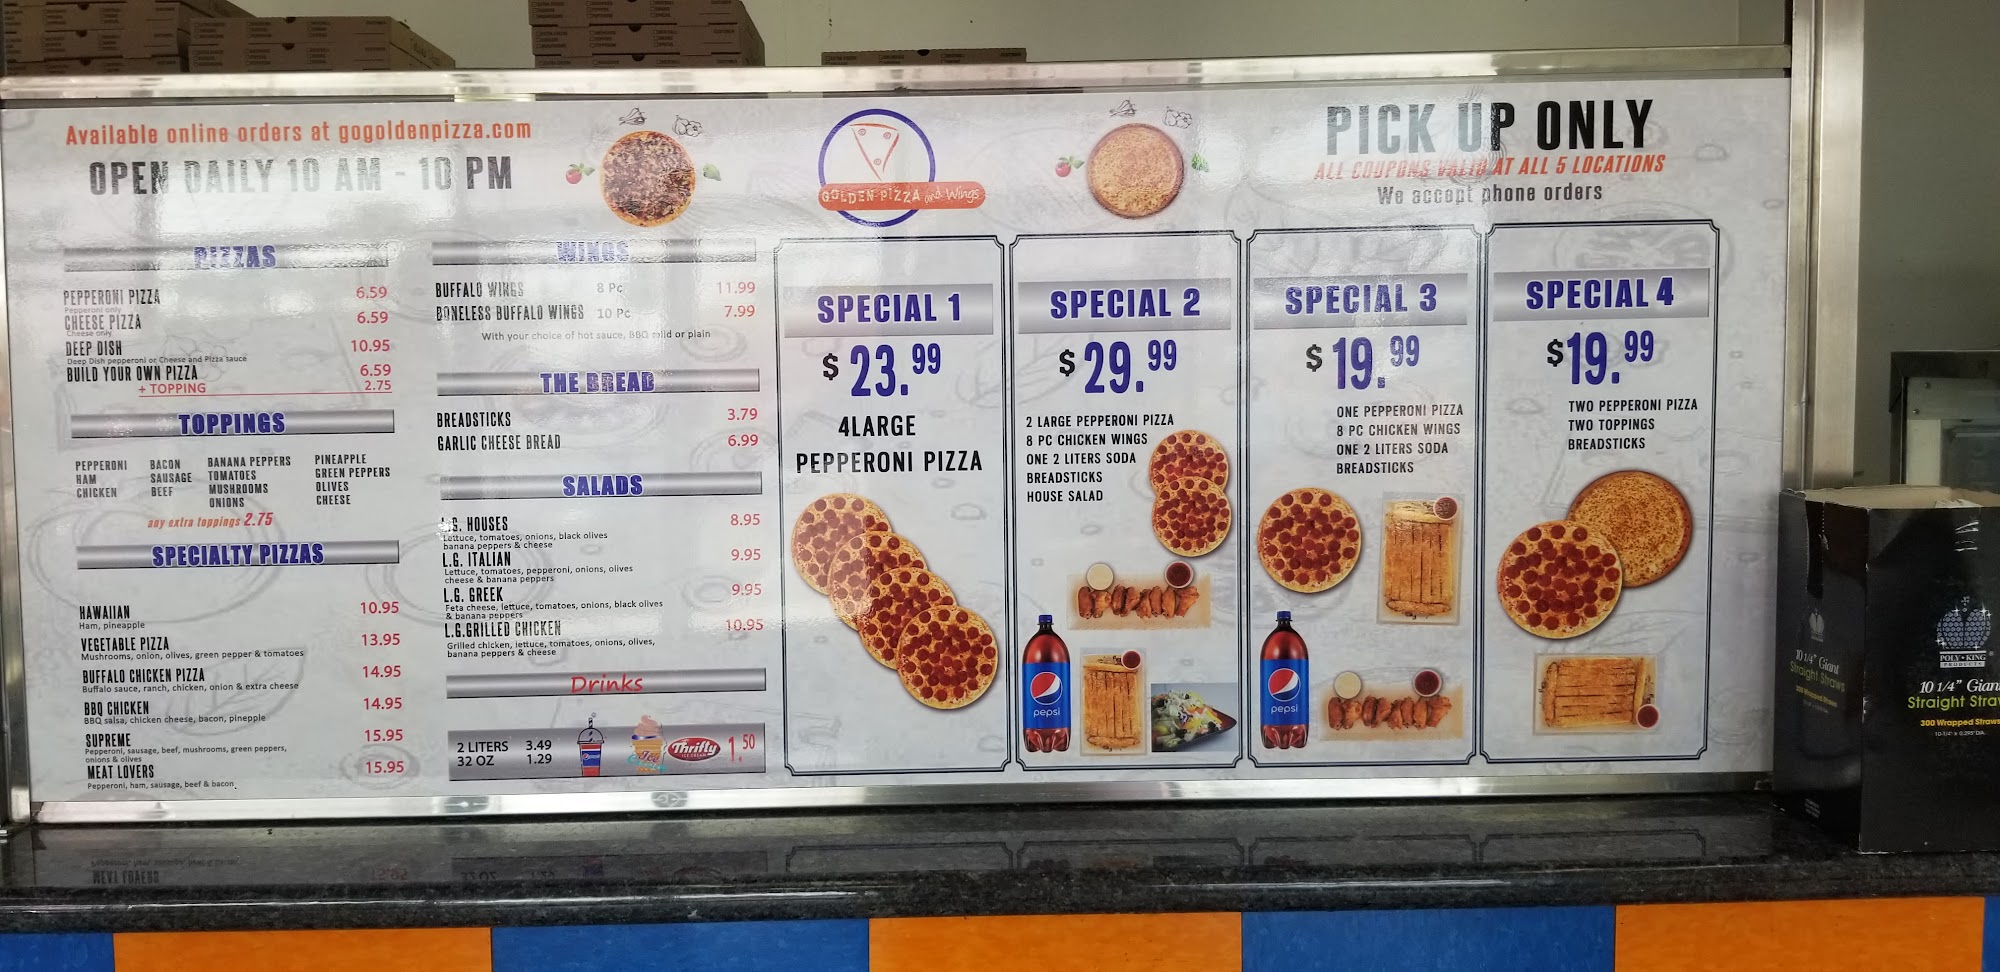 Available online orders at gogoldenpizza.com
OPEN DAILY 10 AM - 10 PM
GOLDEN PIZZA and Wings
PICK UP ONLY
ALL COUPONS VALID AT ALL 5 LOCATIONS
We accept phone orders
PIZZAS
PEPPERONI PIZZA 6.59
Pepperoni only
CHEESE PIZZA 6.59
Cheese only
DEEP DISH 10.95
Deep Dish pepperoni or Cheese and Pizza sauce
BUILD YOUR OWN PIZZA 6.59
+ TOPPING 2.75
TOPPINGS
PEPPERONI
HAM
CHICKEN
BACON
SAUSAGE
BEEF
BANANA PEPPERS
TOMATOES
MUSHROOMS
ONIONS
PINEAPPLE
GREEN PEPPERS
OLIVES
CHEESE
any extra toppings 2.75
SPECIALTY PIZZAS
HAWAIIAN 10.95
Ham, pineapple
VEGETABLE PIZZA 13.95
Mushrooms, onion, olives, green pepper & tomatoes
BUFFALO CHICKEN PIZZA 14.95
Buffalo sauce, ranch, chicken, onion & extra cheese
BBQ CHICKEN 14.95
BBQ salsa, chicken cheese, bacon, pinepple
SUPREME 15.95
Pepperoni, sausage, beef, mushrooms, green peppers,
onions & olives
MEAT LOVERS 15.95
Pepperoni, ham, sausage, beef & bacon.
WINGS
BUFFALO WINGS 8 Pc 11.99
BONELESS BUFFALO WINGS 10 Pc 7.99
With your choice of hot sauce, BBQ mild or plain
THE BREAD
BREADSTICKS 3.79
GARLIC CHEESE BREAD 6.99
SALADS
L.G. HOUSES 8.95
Lettuce, tomatoes, onions, black olives
banana peppers & cheese
L.G. ITALIAN 9.95
Lettuce, tomatoes, pepperoni, onions, olives
cheese & banana peppers
L.G. GREEK 9.95
Feta cheese, lettuce, tomatoes, onions, black olives
& banana peppers
L.G.GRILLED CHICKEN 10.95
Grilled chicken, lettuce, tomatoes, onions, olives,
banana peppers & cheese
Drinks
2 LITERS 3.49
32 OZ 1.29
Thrifly
ICE CREAM
1.50
SPECIAL 1
$ 23.99
4LARGE
PEPPERONI PIZZA
SPECIAL 2
$ 29.99
2 LARGE PEPPERONI PIZZA
8 PC CHICKEN WINGS
ONE 2 LITERS SODA
BREADSTICKS
HOUSE SALAD
pepsi
SPECIAL 3
$ 19.99
ONE PEPPERONI PIZZA
8 PC CHICKEN WINGS
ONE 2 LITERS SODA
BREADSTICKS
pepsi
SPECIAL 4
$19.99
TWO PEPPERONI PIZZA
TWO TOPPINGS
BREADSTICKS
10 1/4" Giant
Straight Straws
POLY-KING
PRODUCTS
10 1/4" Gian
Straight Stra
300 Wrapped Straws